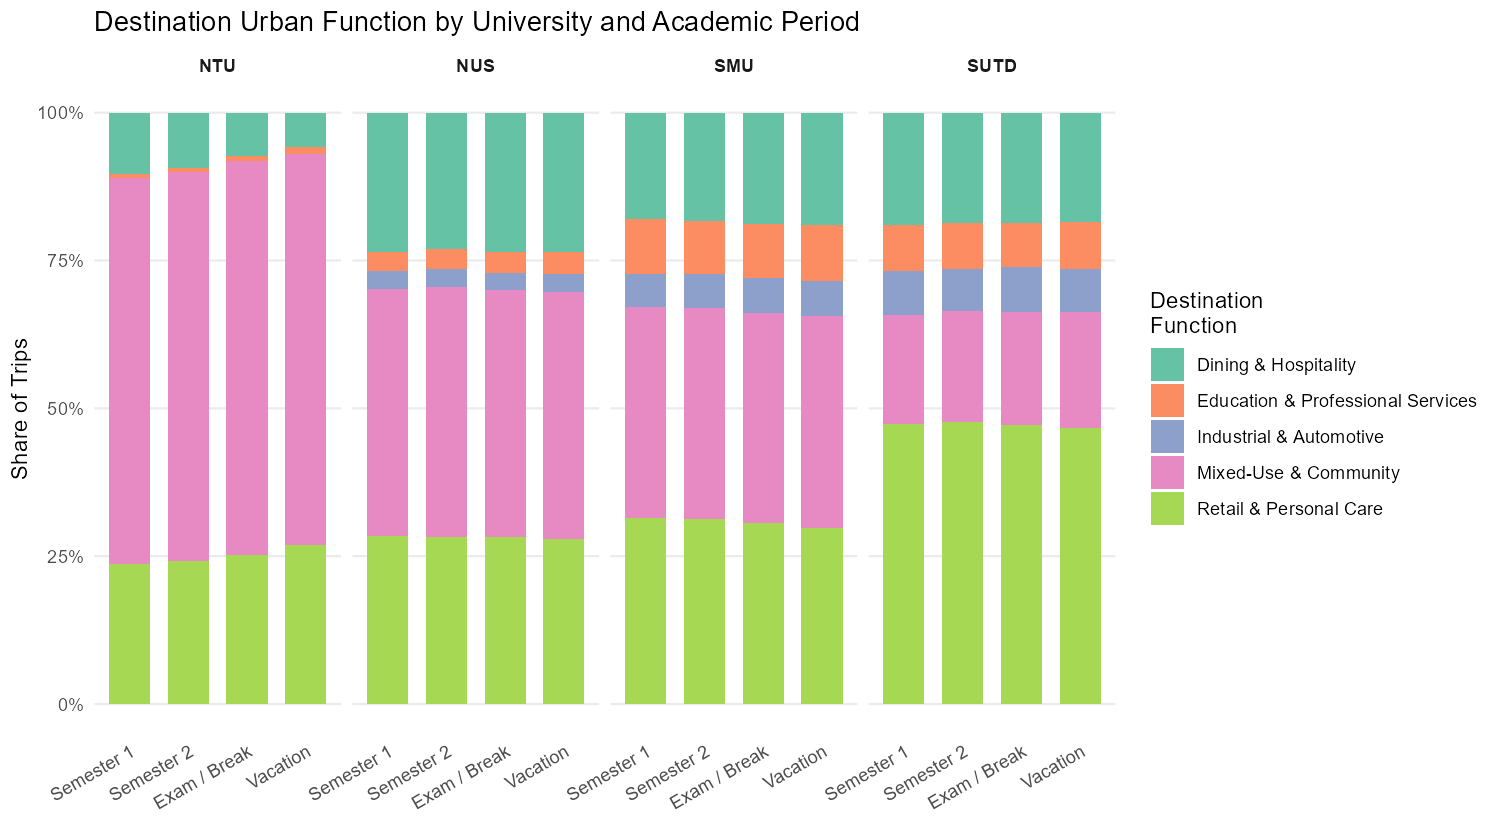 Destination Urban Function by University and Academic Period
NTU
NUS
SMU
SUTD
100%
75%
50%
25%
0%
Share of Trips
Semester 1
Semester 2
Exam / Break
Vacation
Semester 1
Semester 2
Exam / Break
Vacation
Semester 1
Semester 2
Exam / Break
Vacation
Semester 1
Semester 2
Exam / Break
Vacation
Destination
Function
Dining & Hospitality
Education & Professional Services
Industrial & Automotive
Mixed-Use & Community
Retail & Personal Care